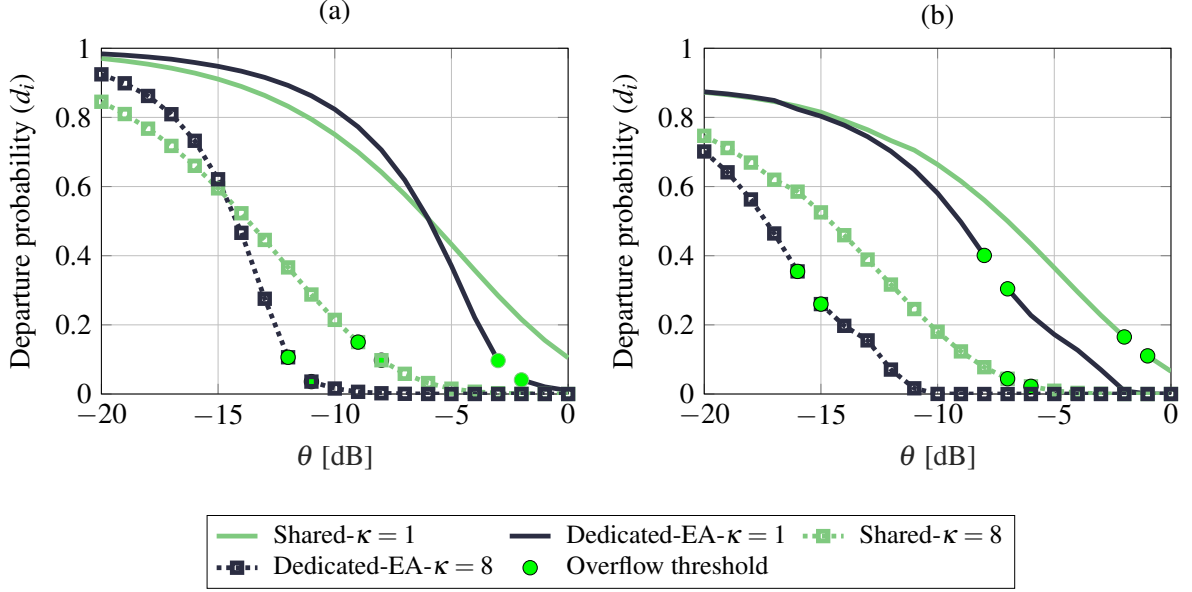 (a)
(b)
Departure probability (dᵢ)
1
0.8
0.6
0.4
0.2
0
−20 −15 −10 −5 0
θ [dB]
Departure probability (dᵢ)
1
0.8
0.6
0.4
0.2
0
−20 −15 −10 −5 0
θ [dB]
Shared-κ = 1 Dedicated-EA-κ = 1 Shared-κ = 8
Dedicated-EA-κ = 8 Overflow threshold